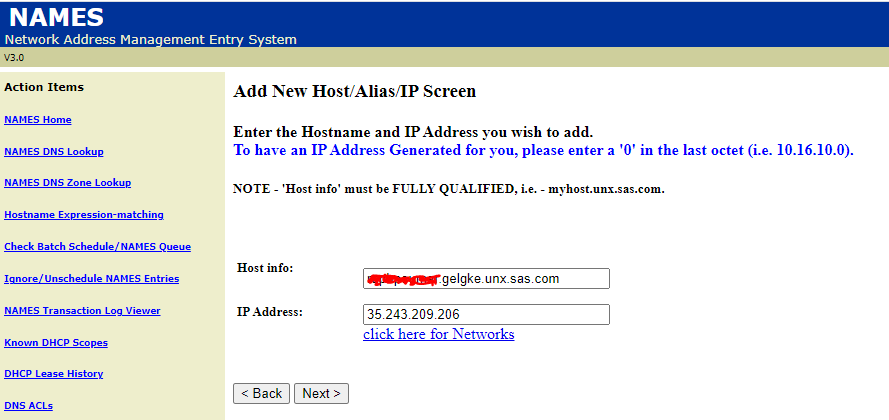 NAMES
Network Address Management Entry System
V3.0
Action Items
NAMES Home
NAMES DNS Lookup
NAMES DNS Zone Lookup
Hostname Expression-matching
Check Batch Schedule/NAMES Queue
Ignore/Unschedule NAMES Entries
NAMES Transaction Log Viewer
Known DHCP Scopes
DHCP Lease History
DNS ACLs
Add New Host/Alias/IP Screen
Enter the Hostname and IP Address you wish to add.
To have an IP Address Generated for you, please enter a '0' in the last octet (i.e. 10.16.10.0).
NOTE - 'Host info' must be FULLY QUALIFIED, i.e. - myhost.unx.sas.com.
Host info:
.gelgke.unx.sas.com
IP Address:
35.243.209.206
click here for Networks
< Back
Next >